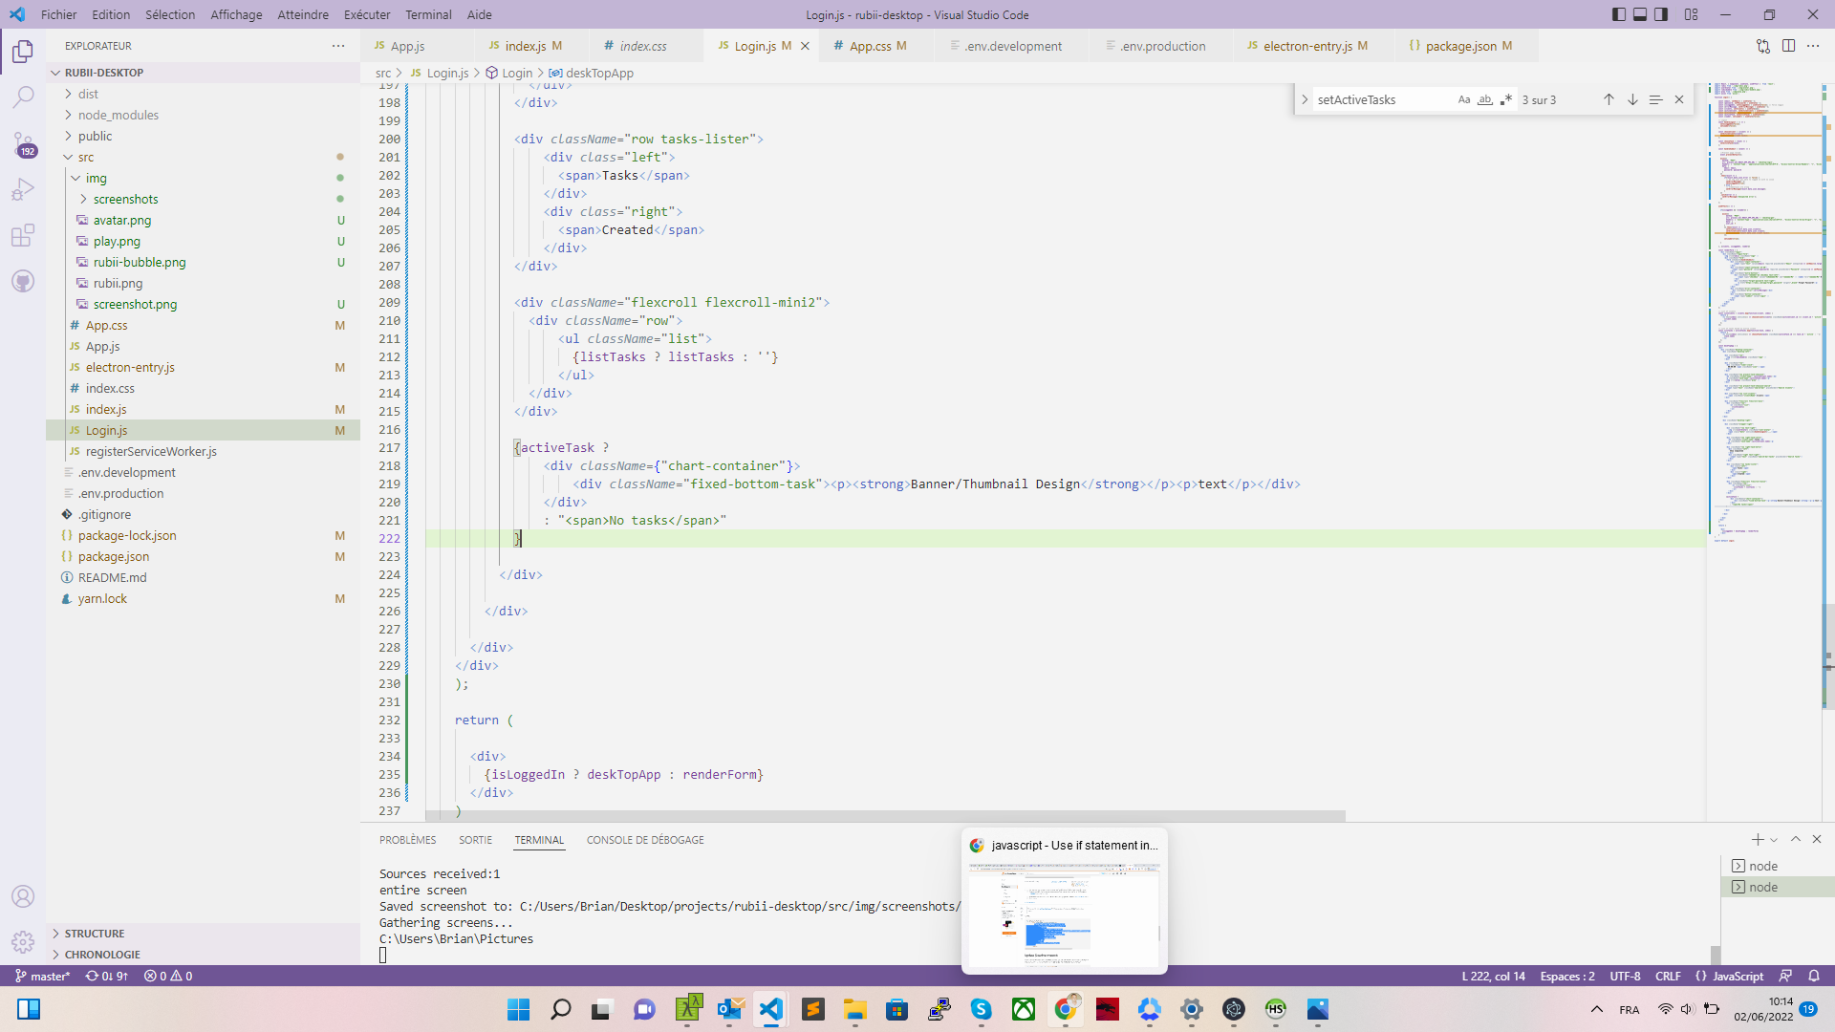 Fichier Edition Sélection Affichage Atteindre Exécuter Terminal Aide
Login.js - rubii-desktop - Visual Studio Code
EXPLORATEUR
RUBII-DESKTOP
dist
node_modules
public
src
img
screenshots
avatar.png U
play.png U
rubii-bubble.png U
rubii.png
screenshot.png U
App.css M
App.js
electron-entry.js M
index.css
index.js M
Login.js M
registerServiceWorker.js
.env.development
.env.production
.gitignore
package-lock.json M
package.json M
README.md
yarn.lock M
STRUCTURE
CHRONOLOGIE
192
App.js
index.js M
index.css
Login.js M
App.css M
.env.development
.env.production
electron-entry.js M
package.json M
src > Login.js > Login > deskTopApp
setActiveTasks Aa ab 3 sur 3
197 </div>
198 </div>
199
200 <div className="row tasks-lister">
201 <div class="left">
202 <span>Tasks</span>
203 </div>
204 <div class="right">
205 <span>Created</span>
206 </div>
207 </div>
208
209 <div className="flexcroll flexcroll-mini2">
210 <div className="row">
211 <ul className="list">
212 {listTasks ? listTasks : ''}
213 </ul>
214 </div>
215 </div>
216
217 {activeTask ?
218 <div className={"chart-container"}>
219 <div className="fixed-bottom-task"><p><strong>Banner/Thumbnail Design</strong></p><p>text</p></div>
220 </div>
221 : "<span>No tasks</span>"
222 }
223
224 </div>
225
226 </div>
227
228 </div>
229 </div>
230 );
231
232 return (
233
234 <div>
235 {isLoggedIn ? deskTopApp : renderForm}
236 </div>
237 )
PROBLÈMES SORTIE TERMINAL CONSOLE DE DÉBOGAGE
Sources received:1
entire screen
Saved screenshot to: C:/Users/Brian/Desktop/projects/rubii-desktop/src/img/screenshots/
Gathering screens...
C:\Users\Brian\Pictures
node
node
javascript - Use if statement in...
master* 0↓ 9↑ 0 0
L 222, col 14 Espaces : 2 UTF-8 CRLF JavaScript
FRA
10:14
02/06/2022 19